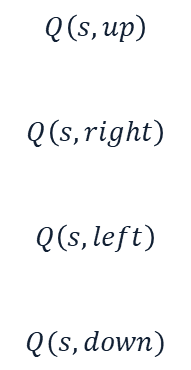 Q(s, up)
Q(s, right)
Q(s, left)
Q(s, down)